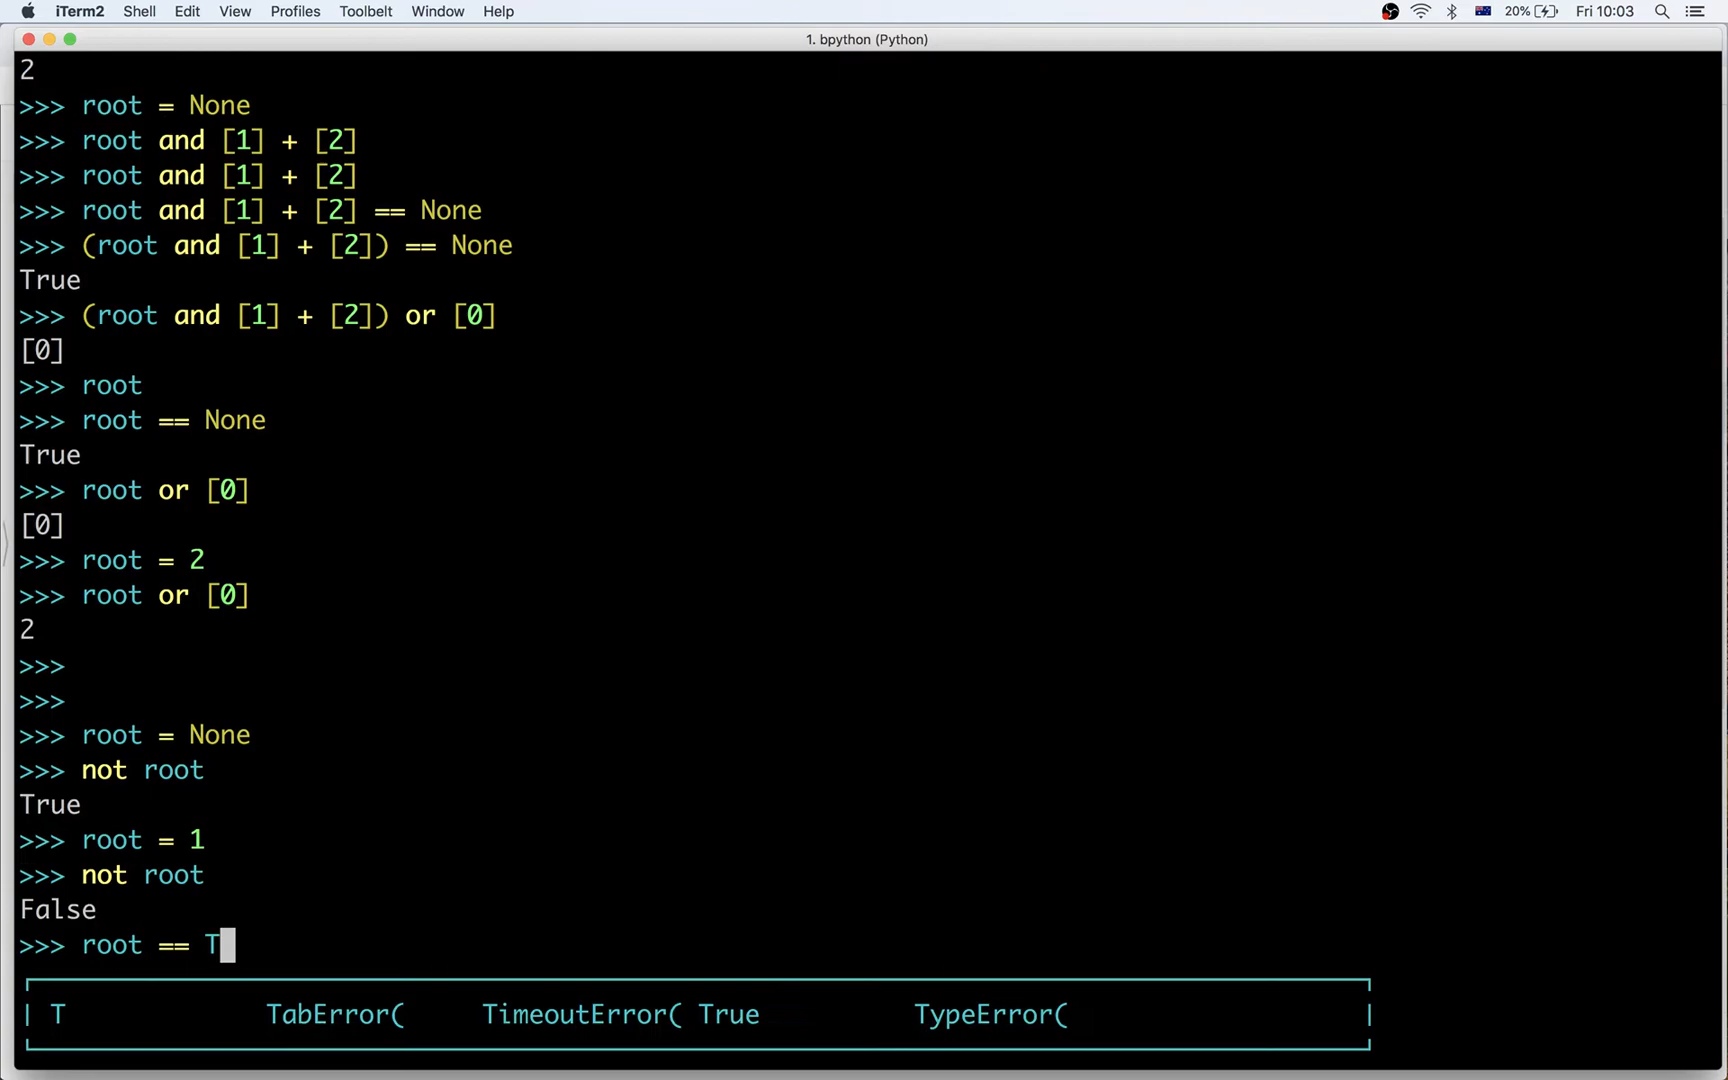 iTerm2 Shell Edit View Profiles Toolbelt Window Help 20% Fri 10:03
1. bpython (Python)
2
>>> root = None
>>> root and [1] + [2]
>>> root and [1] + [2]
>>> root and [1] + [2] == None
>>> (root and [1] + [2]) == None
True
>>> (root and [1] + [2]) or [0]
[0]
>>> root
>>> root == None
True
>>> root or [0]
[0]
>>> root = 2
>>> root or [0]
2
>>>
>>>
>>> root = None
>>> not root
True
>>> root = 1
>>> not root
False
>>> root == T
T TabError( TimeoutError( True TypeError(